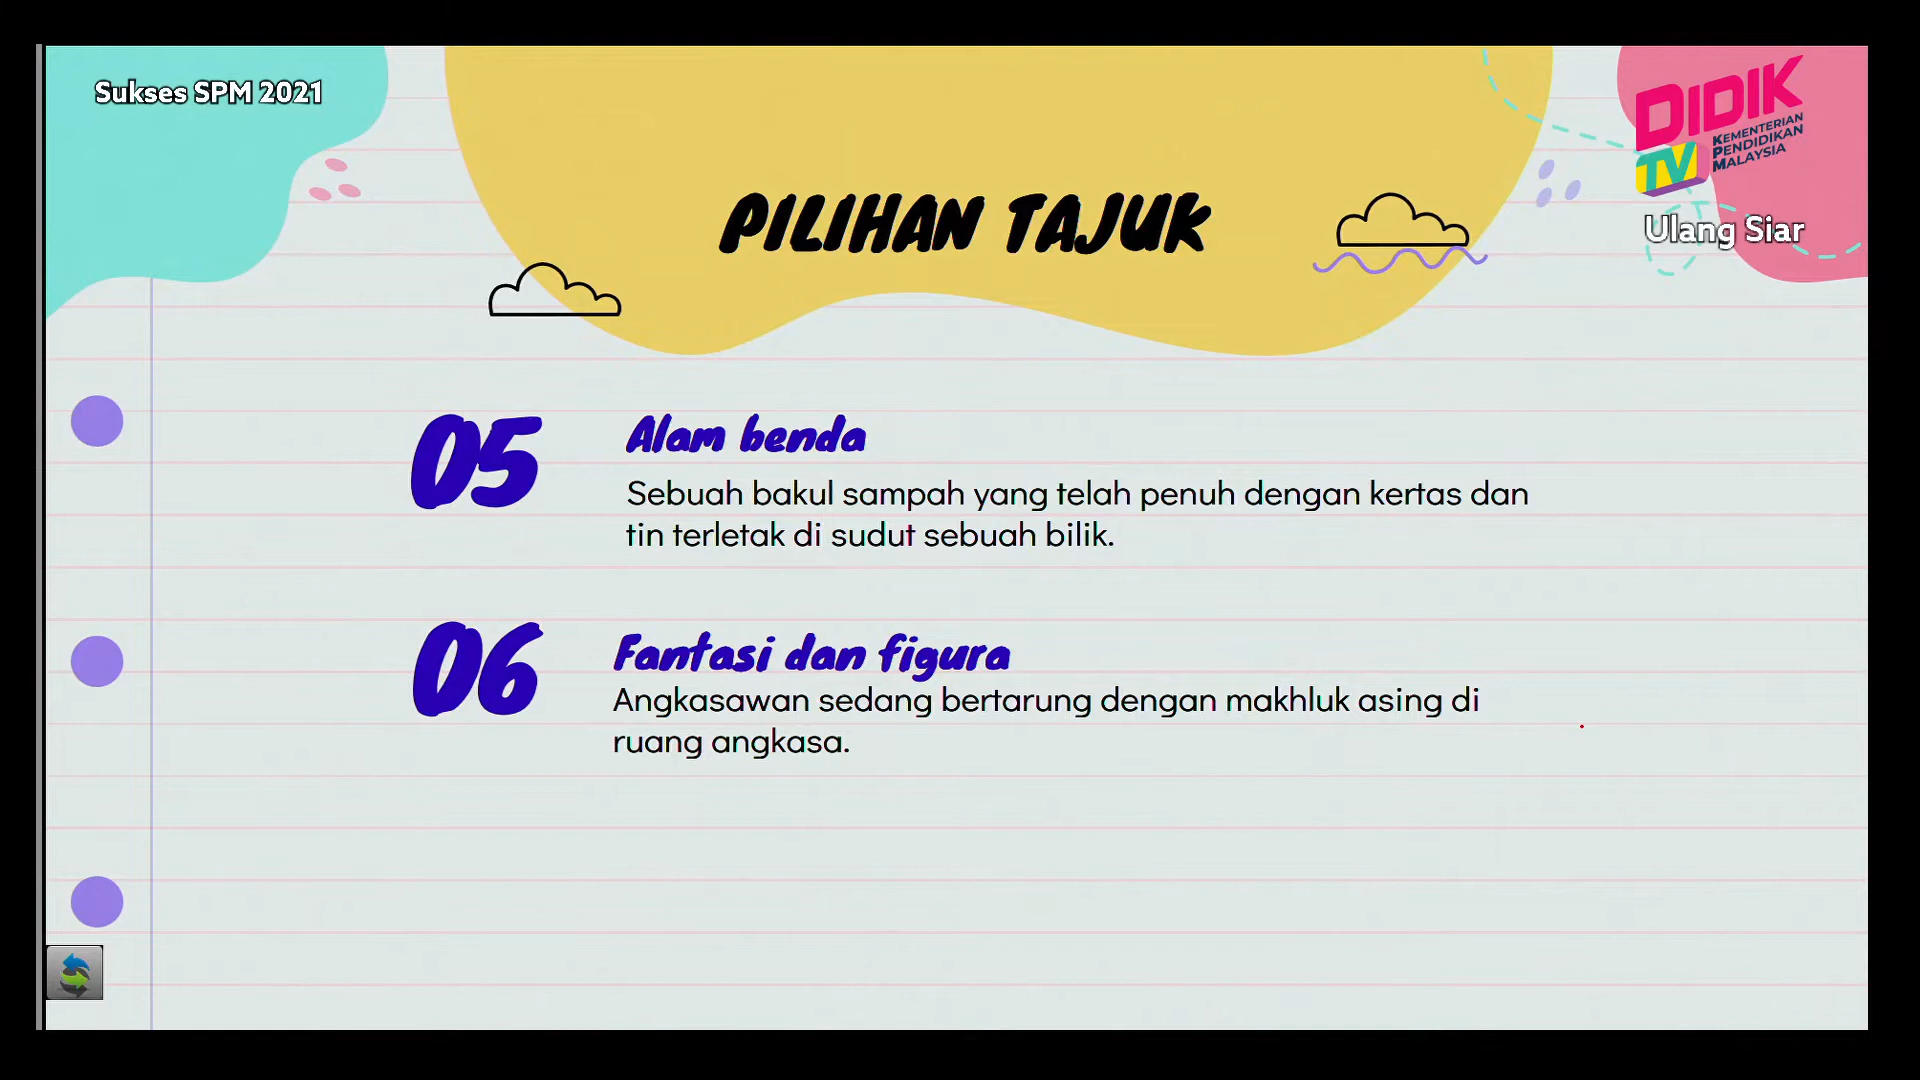 Sukses SPM 2021
DIDIK
TV
KEMENTERIAN
PENDIDIKAN
MALAYSIA
Ulang Siar
PILIHAN TAJUK
05
Alam benda
Sebuah bakul sampah yang telah penuh dengan kertas dan
tin terletak di sudut sebuah bilik.
06
Fantasi dan figura
Angkasawan sedang bertarung dengan makhluk asing di
ruang angkasa.